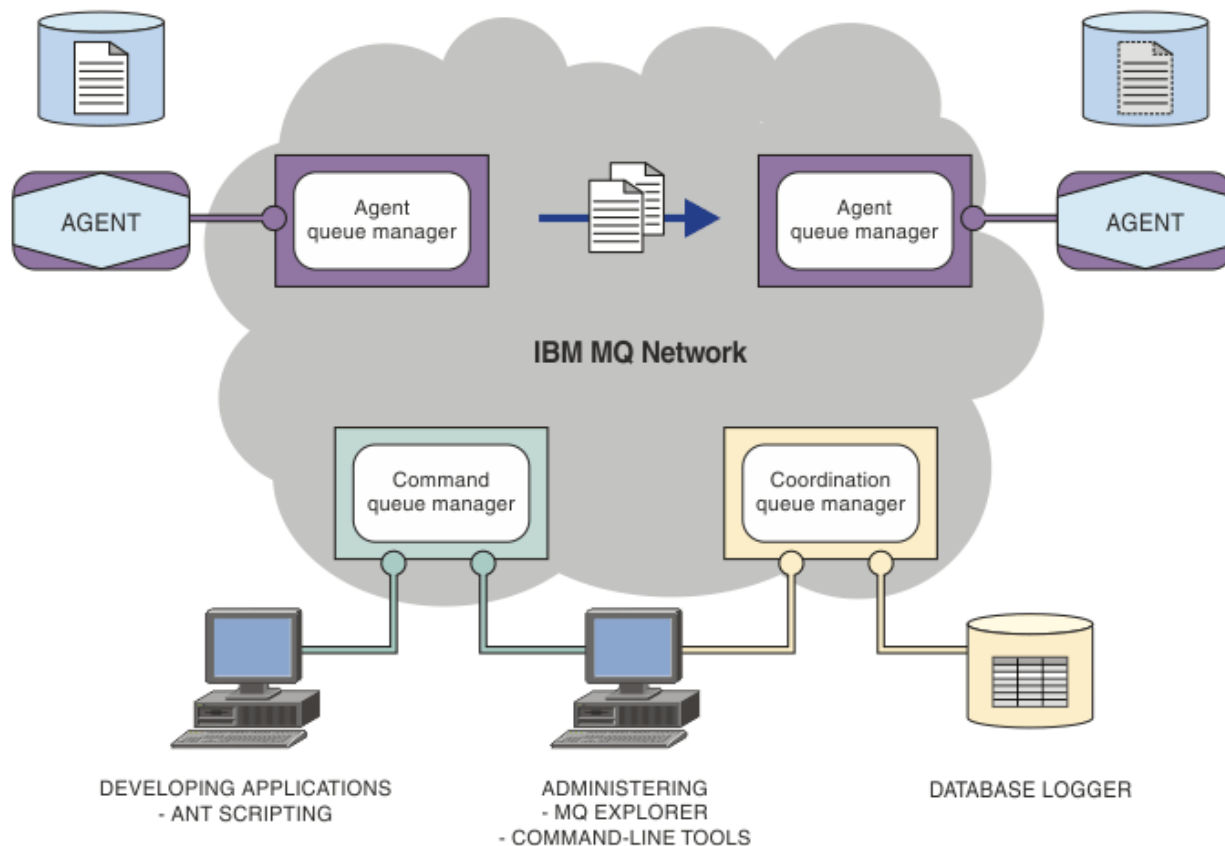 AGENT
Agent
queue manager
Agent
queue manager
AGENT
IBM MQ Network
Command
queue manager
Coordination
queue manager
DEVELOPING APPLICATIONS
- ANT SCRIPTING
ADMINISTERING
- MQ EXPLORER
- COMMAND-LINE TOOLS
DATABASE LOGGER